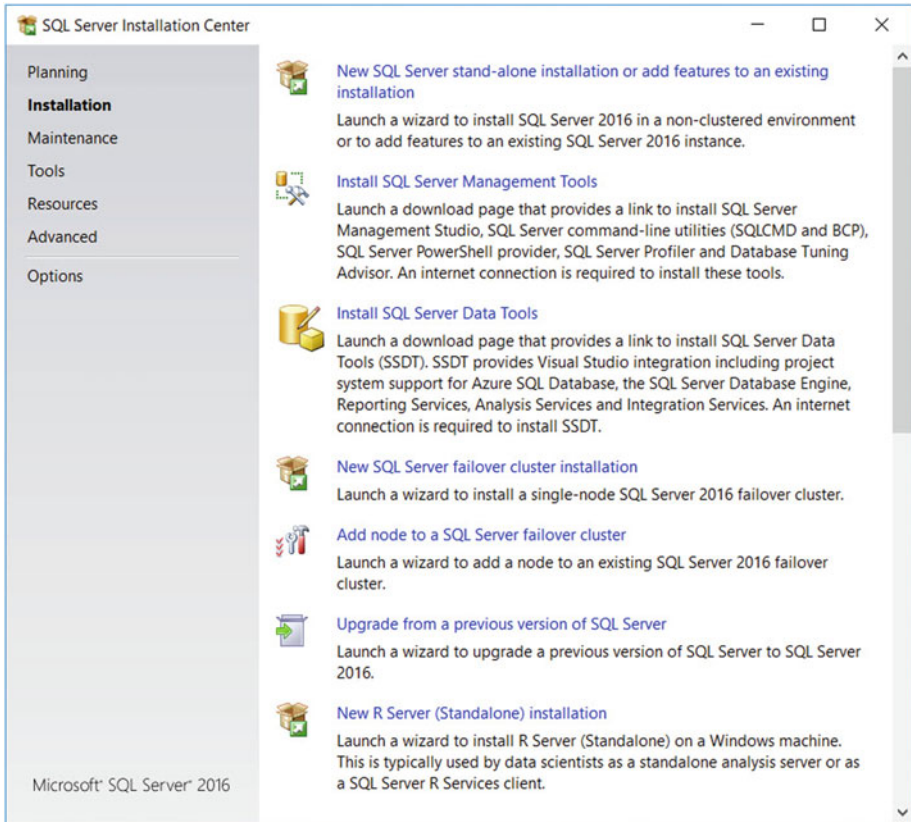 SQL Server Installation Center
Planning
Installation
Maintenance
Tools
Resources
Advanced
Options
Microsoft® SQL Server® 2016
New SQL Server stand-alone installation or add features to an existing
installation
Launch a wizard to install SQL Server 2016 in a non-clustered environment
or to add features to an existing SQL Server 2016 instance.
Install SQL Server Management Tools
Launch a download page that provides a link to install SQL Server
Management Studio, SQL Server command-line utilities (SQLCMD and BCP),
SQL Server PowerShell provider, SQL Server Profiler and Database Tuning
Advisor. An internet connection is required to install these tools.
Install SQL Server Data Tools
Launch a download page that provides a link to install SQL Server Data
Tools (SSDT). SSDT provides Visual Studio integration including project
system support for Azure SQL Database, the SQL Server Database Engine,
Reporting Services, Analysis Services and Integration Services. An internet
connection is required to install SSDT.
New SQL Server failover cluster installation
Launch a wizard to install a single-node SQL Server 2016 failover cluster.
Add node to a SQL Server failover cluster
Launch a wizard to add a node to an existing SQL Server 2016 failover
cluster.
Upgrade from a previous version of SQL Server
Launch a wizard to upgrade a previous version of SQL Server to SQL Server
2016.
New R Server (Standalone) installation
Launch a wizard to install R Server (Standalone) on a Windows machine.
This is typically used by data scientists as a standalone analysis server or as
a SQL Server R Services client.